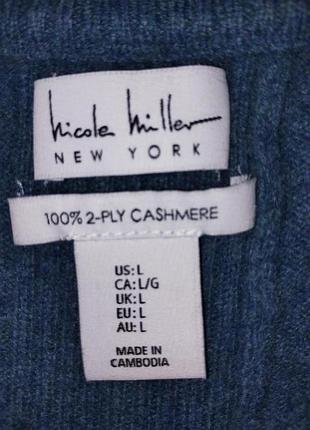 Nicole Miller
NEW YORK
100% 2-PLY CASHMERE
US: L
CA: L/G
UK: L
EU: L
AU: L
MADE IN
CAMBODIA